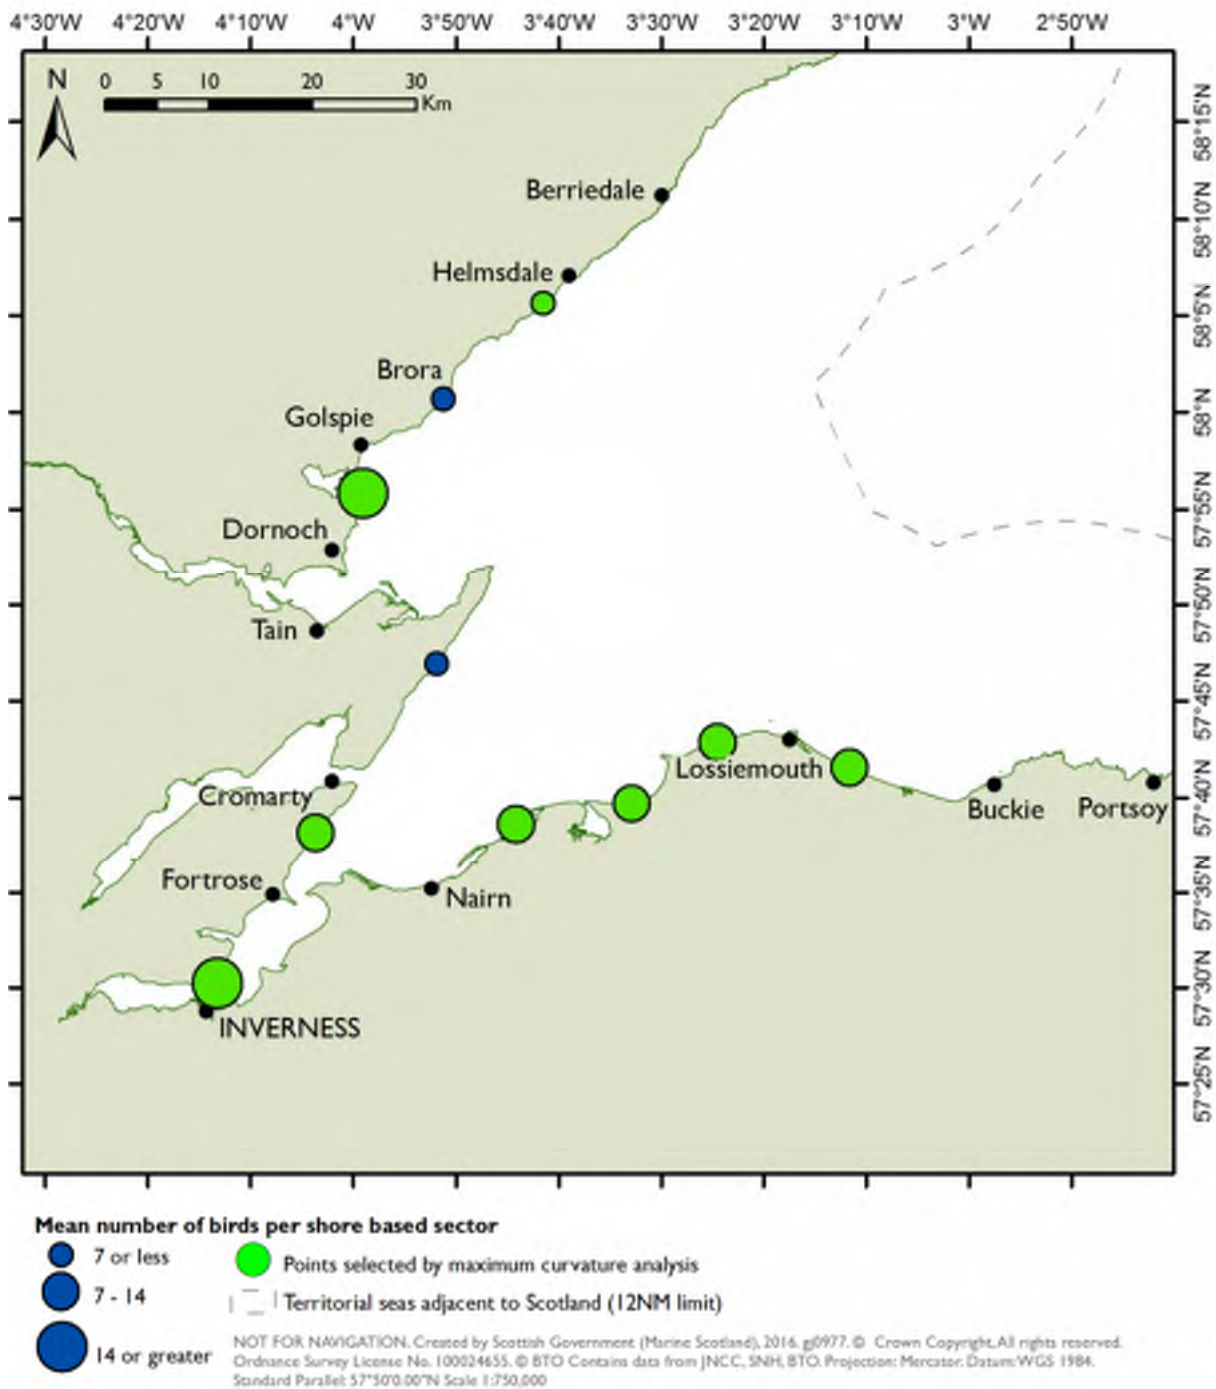 4°30'W 4°20'W 4°10'W 4°W 3°50'W 3°40'W 3°30'W 3°20'W 3°10'W 3°W 2°50'W
N 0 5 10 20 30
Km
58°15'N
Berriedale
58°10'N
Helmsdale
58°5'N
Brora
58°N
Golspie
57°55'N
Dornoch
57°50'N
Tain
57°45'N
Lossiemouth
57°40'N
Cromarty
Buckie Portsoy
Fortrose
57°35'N
Nairn
57°30'N
INVERNESS
57°25'N
Mean number of birds per shore based sector
7 or less
Points selected by maximum curvature analysis
7 - 14
Territorial seas adjacent to Scotland (12NM limit)
14 or greater
NOT FOR NAVIGATION. Created by Scottish Government (Marine Scotland), 2016. gj0977. © Crown Copyright, All rights reserved.
Ordnance Survey License No. 100024655. © BTO Contains data from JNCC, SNH, BTO. Projection: Mercator. Datum: WGS 1984.
Standard Parallel: 57°50'0.00"N Scale 1:750,000